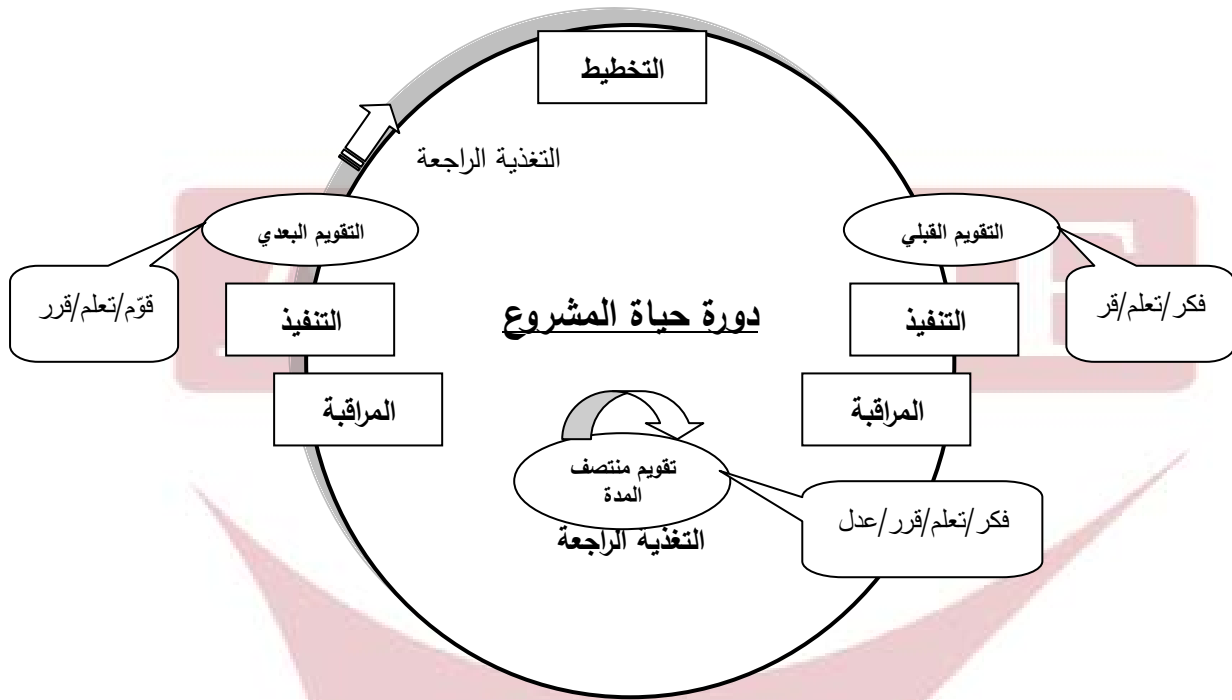 التخطيط
التغذية الراجعة
التقويم القبلي
التقويم البعدي
فكر/تعلم/قر
قوّم/تعلم/قرر
التنفيذ
دورة حياة المشروع
التنفيذ
المراقبة
المراقبة
تقويم منتصف
المدة
فكر/تعلم/قرر/عدل
التغذية الراجعة